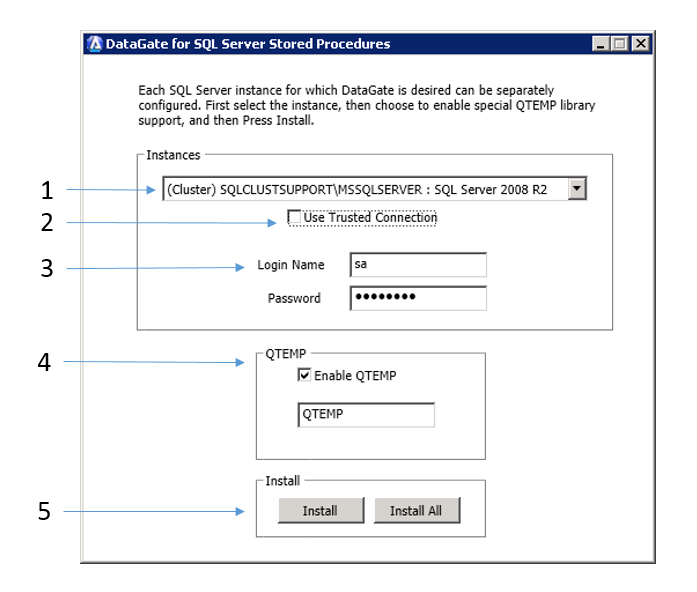 DataGate for SQL Server Stored Procedures
Each SQL Server instance for which DataGate is desired can be separately
configured. First select the instance, then choose to enable special QTEMP library
support, and then Press Install.
Instances
1 (Cluster) SQLCLUSTSUPPORT\MSSQLSERVER : SQL Server 2008 R2
2 Use Trusted Connection
3 Login Name sa
Password ••••••••
QTEMP
4 Enable QTEMP
QTEMP
Install
5 Install Install All